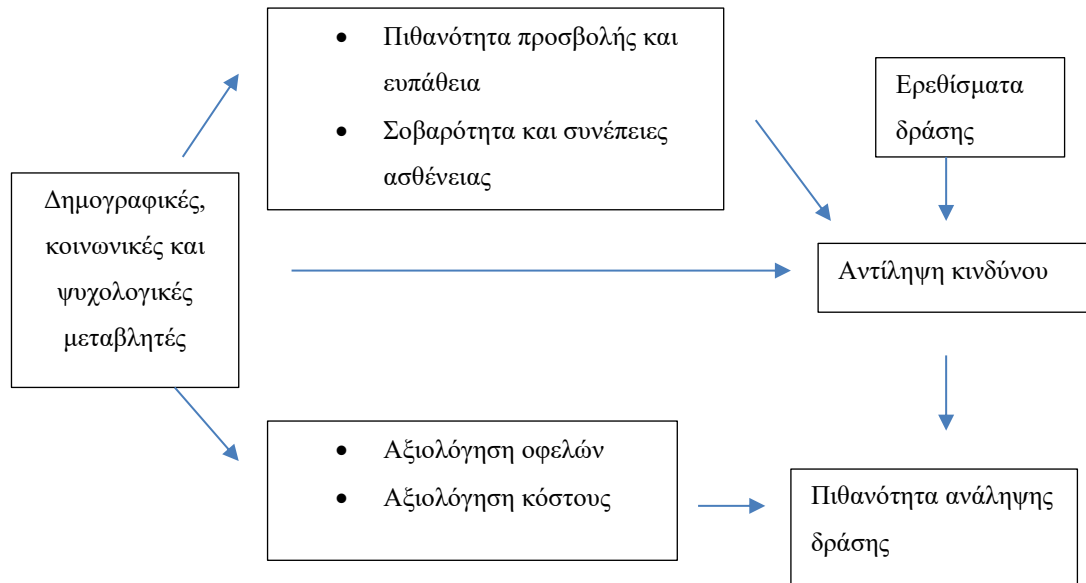 • Πιθανότητα προσβολής και
ευπάθεια
• Σοβαρότητα και συνέπειες
ασθένειας
Ερεθίσματα
δράσης
Δημογραφικές,
κοινωνικές και
ψυχολογικές
μεταβλητές
Αντίληψη κινδύνου
• Αξιολόγηση οφελών
• Αξιολόγηση κόστους
Πιθανότητα ανάληψης
δράσης